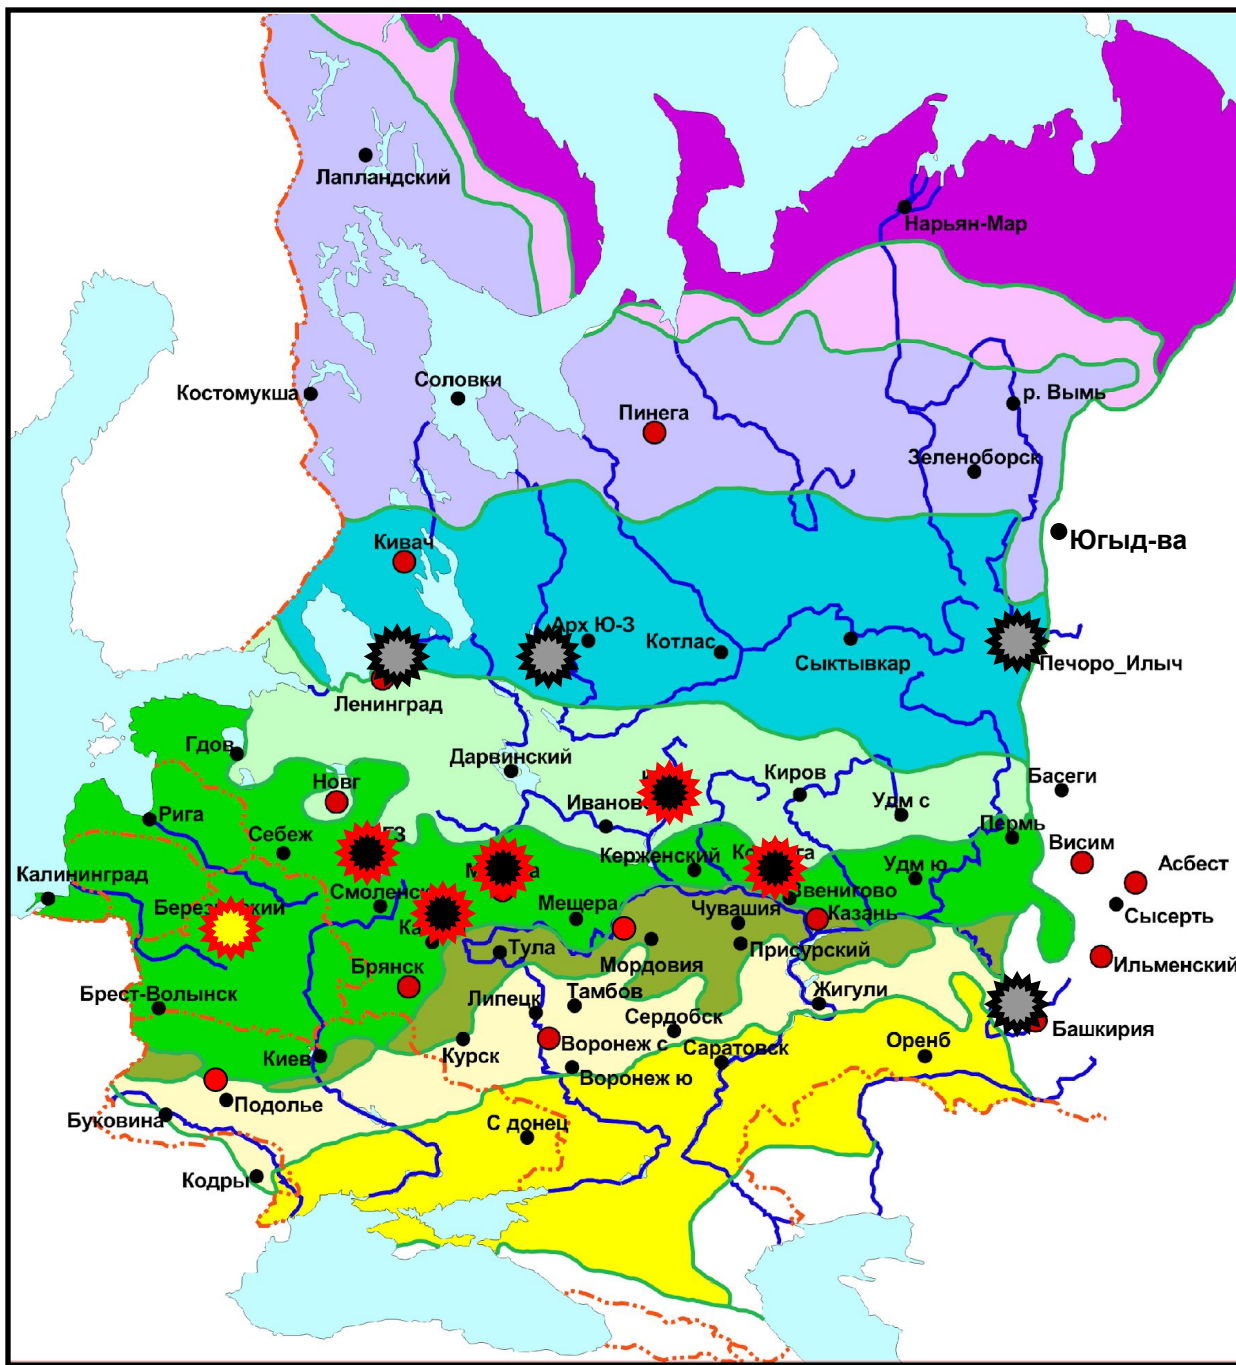 Лапландский
Нарьян-Мар
Соловки
Костомукша
р. Вымь
Пинега
Зеленоборск
Кивач
Югыд-ва
Арх Ю-З
Котлас
Сыктывкар
Печоро_Илыч
Ленинград
Гдов
Дарвинский
Новг
Киров
Басеги
Иваново
Удм с
Рига
Пермь
Себеж
Висим
Керженский
Удм ю
Асбест
Калининград
Смоленск
Звенигово
Мещера
Чувашия
Казань
Сысерть
Тула
Присурский
Брянск
Мордовия
Ильменский
Брест-Волынск
Липецк
Тамбов
Жигули
Сердобск
Башкирия
Киев
Курск
Воронеж с
Саратовск
Оренб
Воронеж ю
Подолье
Буковина
С донец
Кодры